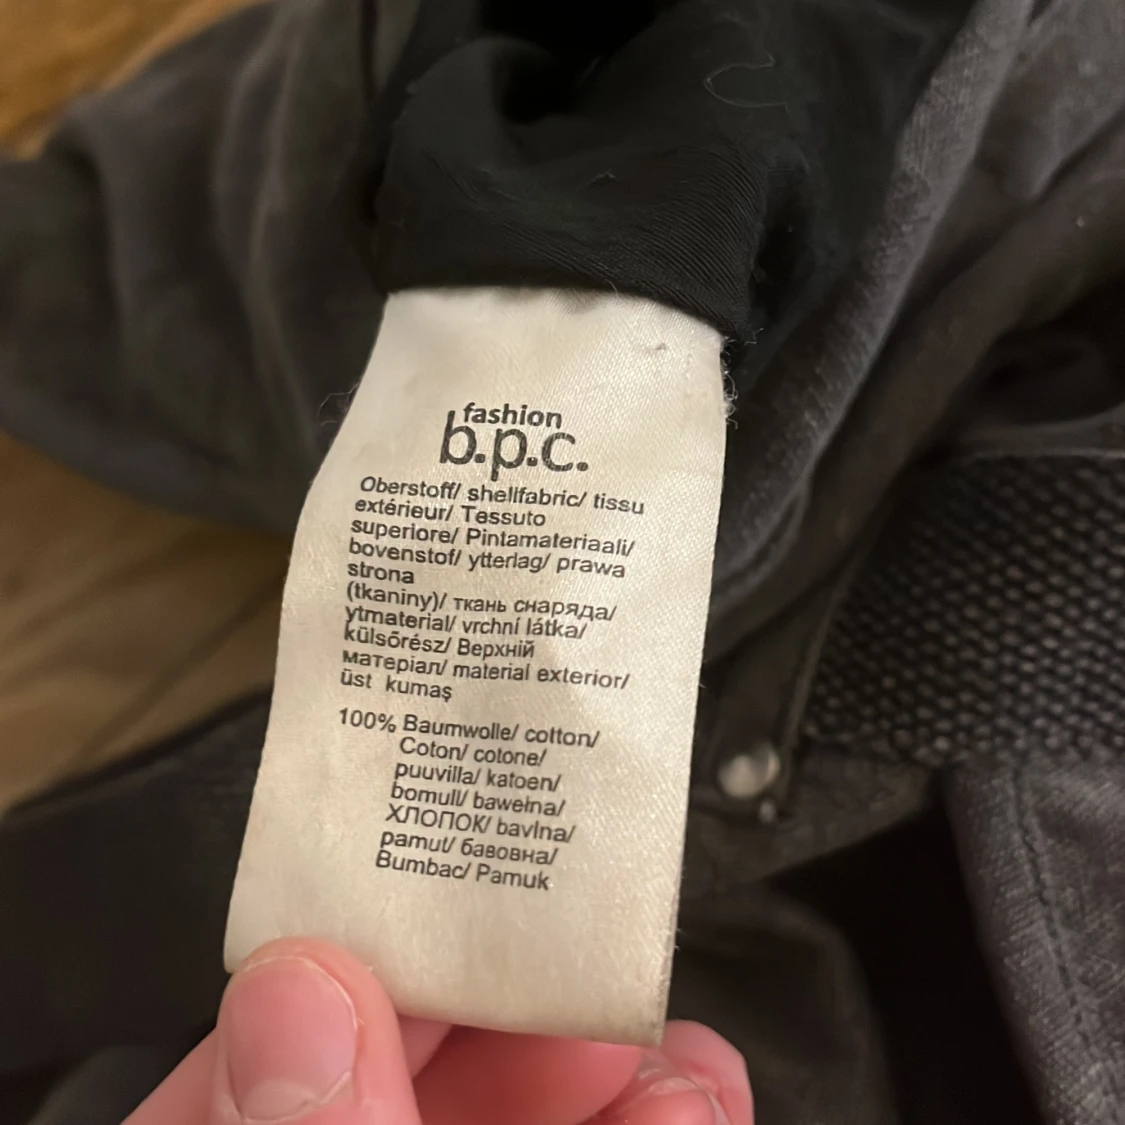 fashion
b.p.c.
Oberstoff/ shellfabric/ tissu
extérieur/ Tessuto
superiore/ Pintamateriaali/
bovenstof/ ytterlag/ prawa
strona
(tkaniny)/ ткань снаряда/
ytmaterial/ vrchní látka/
külsőrész/ Верхній
матеріал/ material exterior/
üst kumaş
100% Baumwolle/ cotton/
Coton/ cotone/
puuvilla/ katoen/
bomull/ bawełna/
ХЛОПОК/ bavlna/
pamut/ бавовна/
Bumbac/ Pamuk